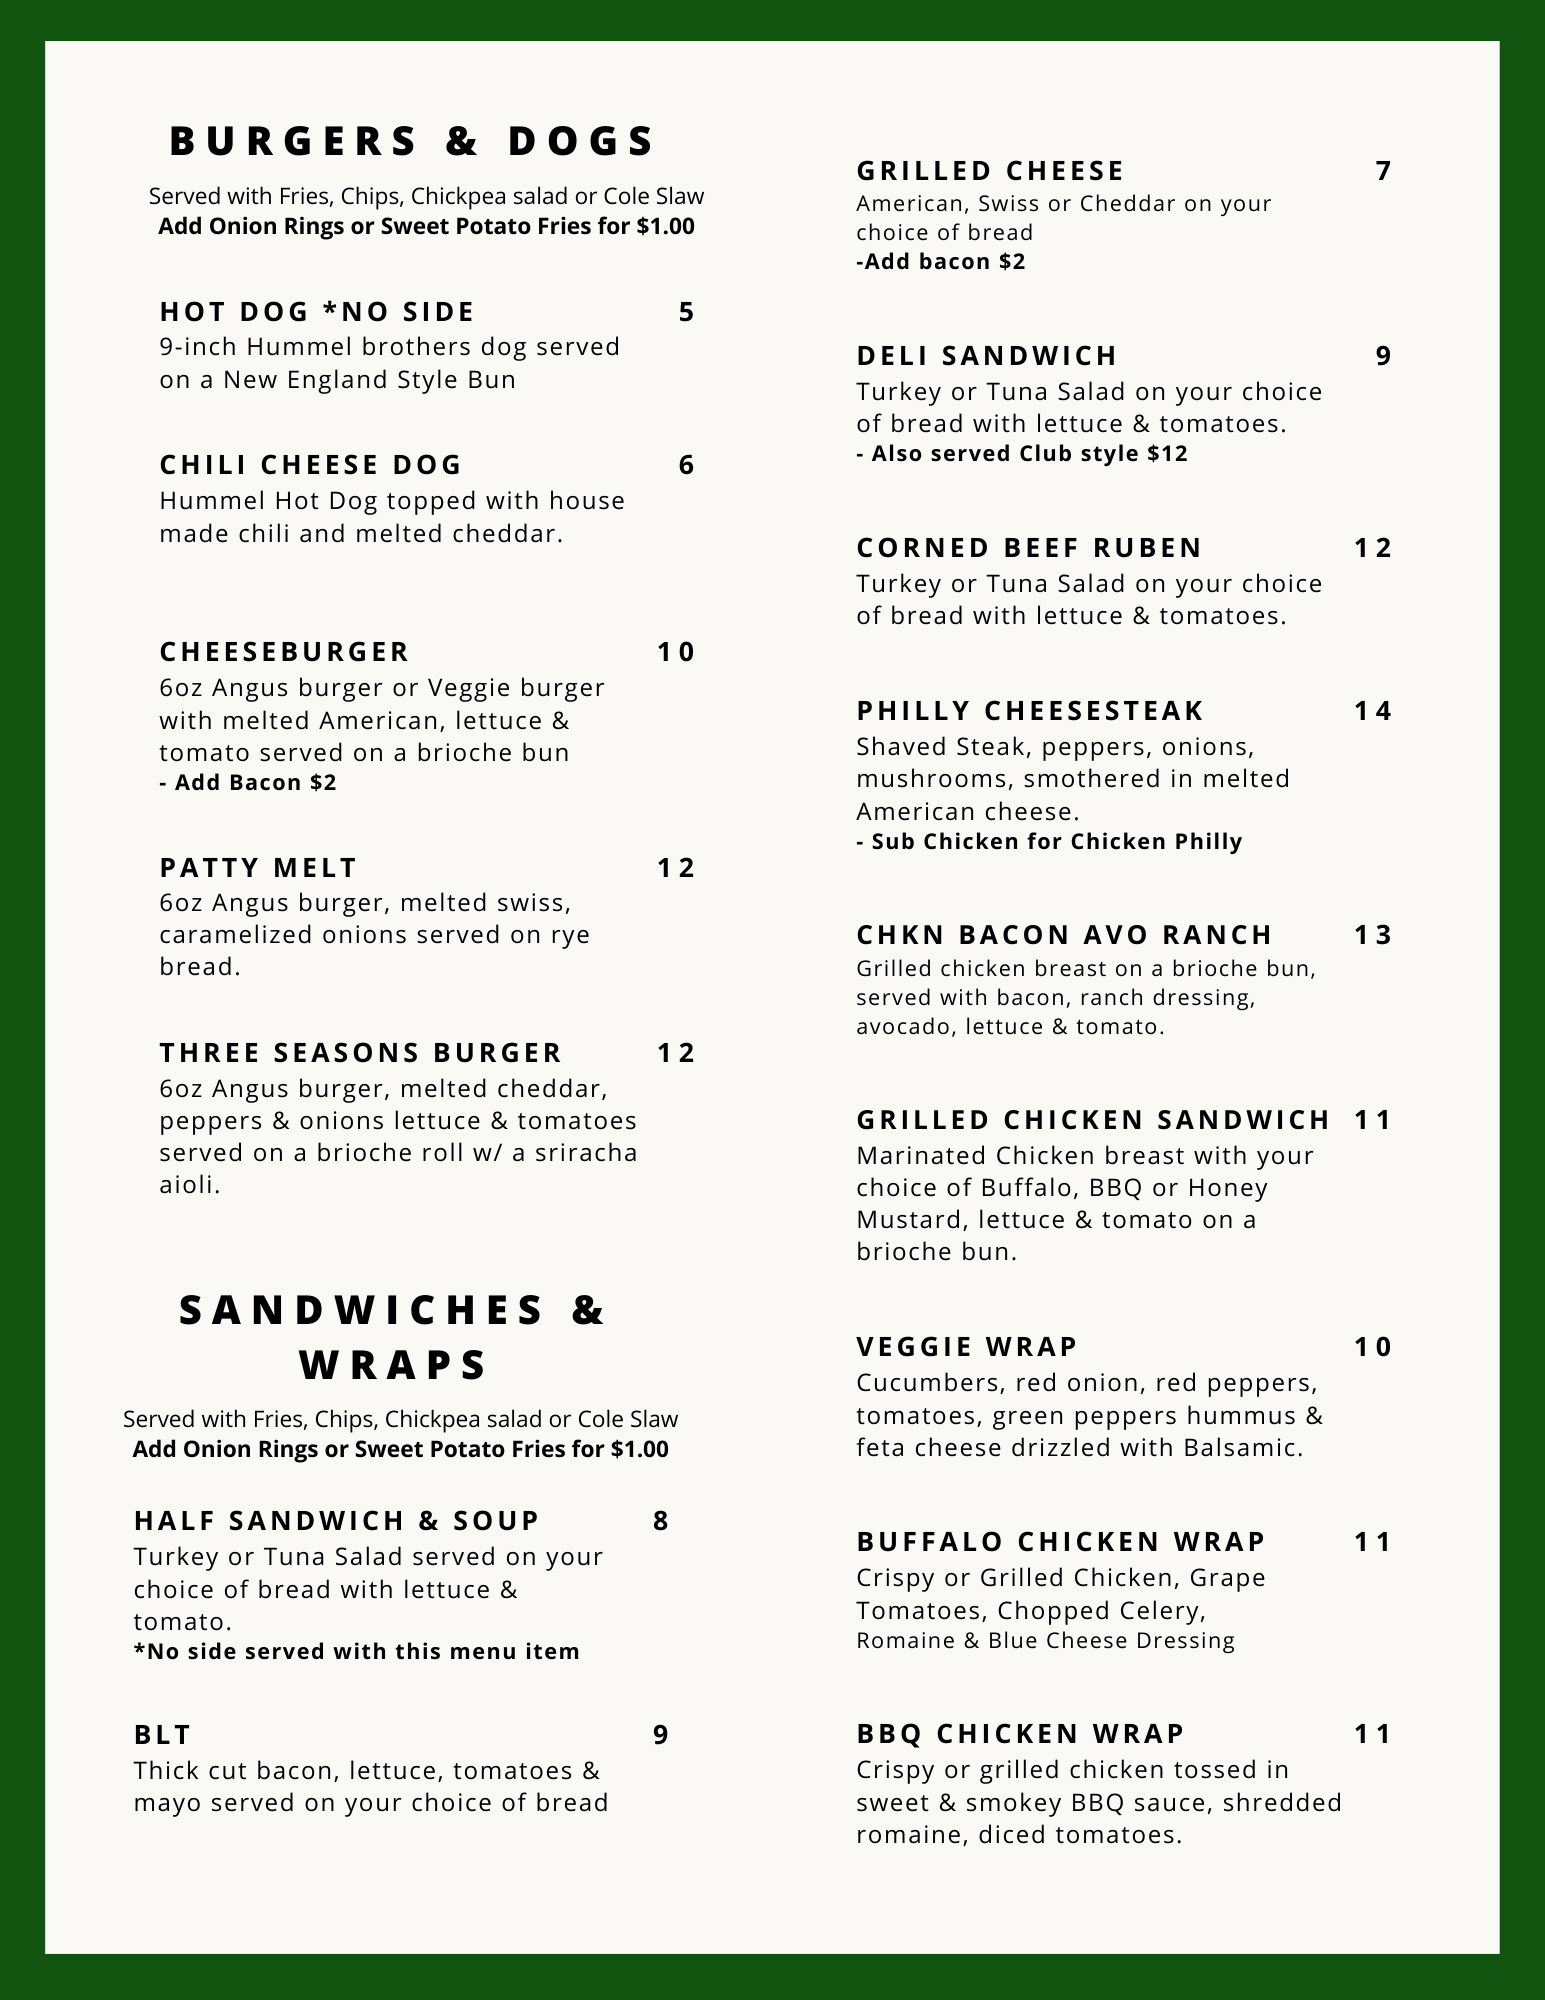 BURGERS & DOGS
Served with Fries, Chips, Chickpea salad or Cole Slaw
Add Onion Rings or Sweet Potato Fries for $1.00
HOT DOG *NO SIDE 5
9-inch Hummel brothers dog served
on a New England Style Bun
CHILI CHEESE DOG 6
Hummel Hot Dog topped with house
made chili and melted cheddar.
CHEESEBURGER 10
6oz Angus burger or Veggie burger
with melted American, lettuce &
tomato served on a brioche bun
- Add Bacon $2
PATTY MELT 12
6oz Angus burger, melted swiss,
caramelized onions served on rye
bread.
THREE SEASONS BURGER 12
6oz Angus burger, melted cheddar,
peppers & onions lettuce & tomatoes
served on a brioche roll w/ a sriracha
aioli.
SANDWICHES &
WRAPS
Served with Fries, Chips, Chickpea salad or Cole Slaw
Add Onion Rings or Sweet Potato Fries for $1.00
HALF SANDWICH & SOUP 8
Turkey or Tuna Salad served on your
choice of bread with lettuce &
tomato.
*No side served with this menu item
BLT 9
Thick cut bacon, lettuce, tomatoes &
mayo served on your choice of bread
GRILLED CHEESE 7
American, Swiss or Cheddar on your
choice of bread
-Add bacon $2
DELI SANDWICH 9
Turkey or Tuna Salad on your choice
of bread with lettuce & tomatoes.
- Also served Club style $12
CORNED BEEF RUBEN 12
Turkey or Tuna Salad on your choice
of bread with lettuce & tomatoes.
PHILLY CHEESESTEAK 14
Shaved Steak, peppers, onions,
mushrooms, smothered in melted
American cheese.
- Sub Chicken for Chicken Philly
CHKN BACON AVO RANCH 13
Grilled chicken breast on a brioche bun,
served with bacon, ranch dressing,
avocado, lettuce & tomato.
GRILLED CHICKEN SANDWICH 11
Marinated Chicken breast with your
choice of Buffalo, BBQ or Honey
Mustard, lettuce & tomato on a
brioche bun.
VEGGIE WRAP 10
Cucumbers, red onion, red peppers,
tomatoes, green peppers hummus &
feta cheese drizzled with Balsamic.
BUFFALO CHICKEN WRAP 11
Crispy or Grilled Chicken, Grape
Tomatoes, Chopped Celery,
Romaine & Blue Cheese Dressing
BBQ CHICKEN WRAP 11
Crispy or grilled chicken tossed in
sweet & smokey BBQ sauce, shredded
romaine, diced tomatoes.